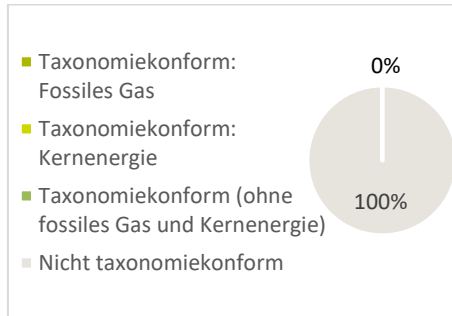 Taxonomiekonform:
Fossiles Gas
Taxonomiekonform:
Kernenergie
Taxonomiekonform (ohne
fossiles Gas und Kernenergie)
Nicht taxonomiekonform
0%
100%